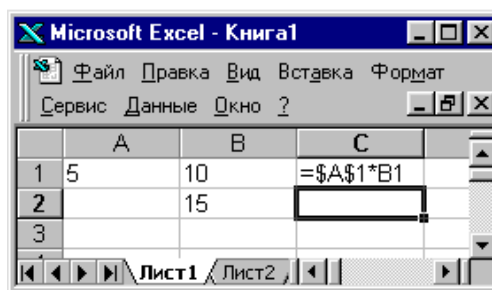 Microsoft Excel - Книга1
Файл Правка Вид Вставка Формат
Сервис Данные Окно ?
A B C
1 5 10 =$A$1*B1
2 15
3
Лист1 Лист2